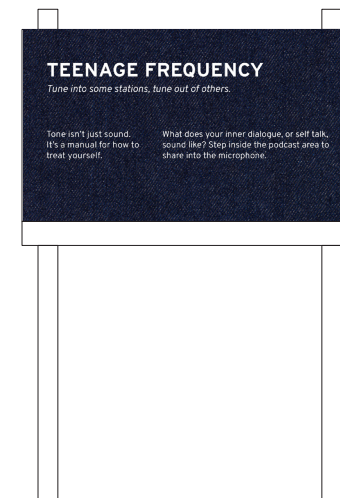 TEENAGE FREQUENCY
Tune into some stations, tune out of others.
Tone isn't just sound.
It's a manual for how to
treat yourself.
What does your inner dialogue, or self talk,
sound like? Step inside the podcast area to
share into the microphone.